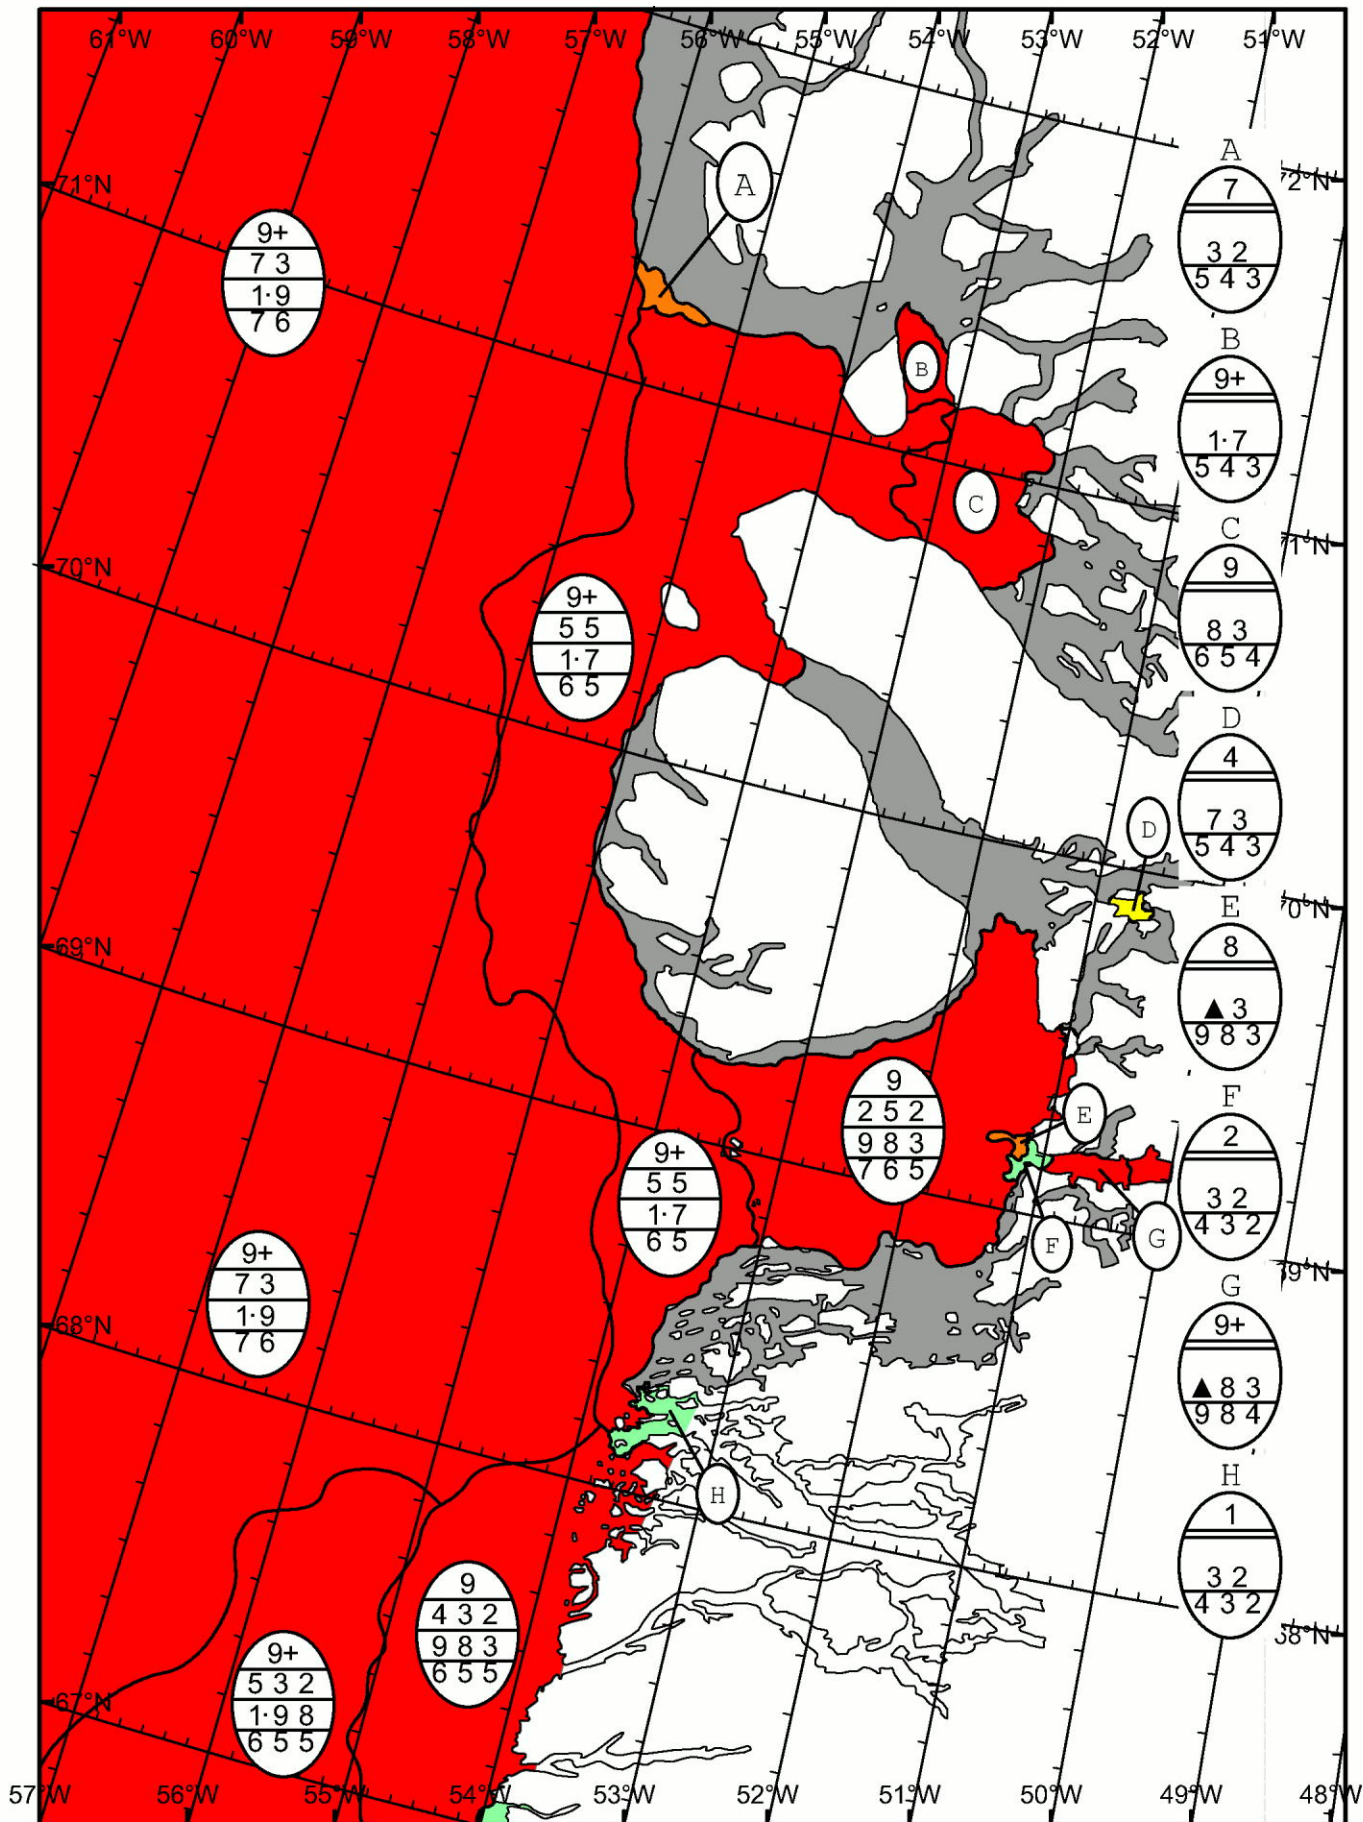 61°W 60°W 59°W 58°W 57°W 56°W 55°W 54°W 53°W 52°W 51°W
A
7
3 2
5 4 3
72°N
71°N
A
9+
7 3
1·9
7 6
B
9+
1·7
5 4 3
B
C
9
8 3
6 5 4
C
71°N
70°N
9+
5 5
1·7
6 5
D
4
7 3
5 4 3
D
70°N
69°N
E
8
▲ 3
9 8 3
9
2 5 2
9 8 3
7 6 5
E
F
2
3 2
4 3 2
9+
5 5
1·7
6 5
F
G
69°N
9+
7 3
1·9
7 6
68°N
G
9+
▲ 8 3
9 8 4
H
H
1
3 2
4 3 2
68°N
9
4 3 2
9 8 3
6 5 5
9+
5 3 2
1·9 8
6 5 5
67°N
57°W 56°W 55°W 54°W 53°W 52°W 51°W 50°W 49°W 48°W